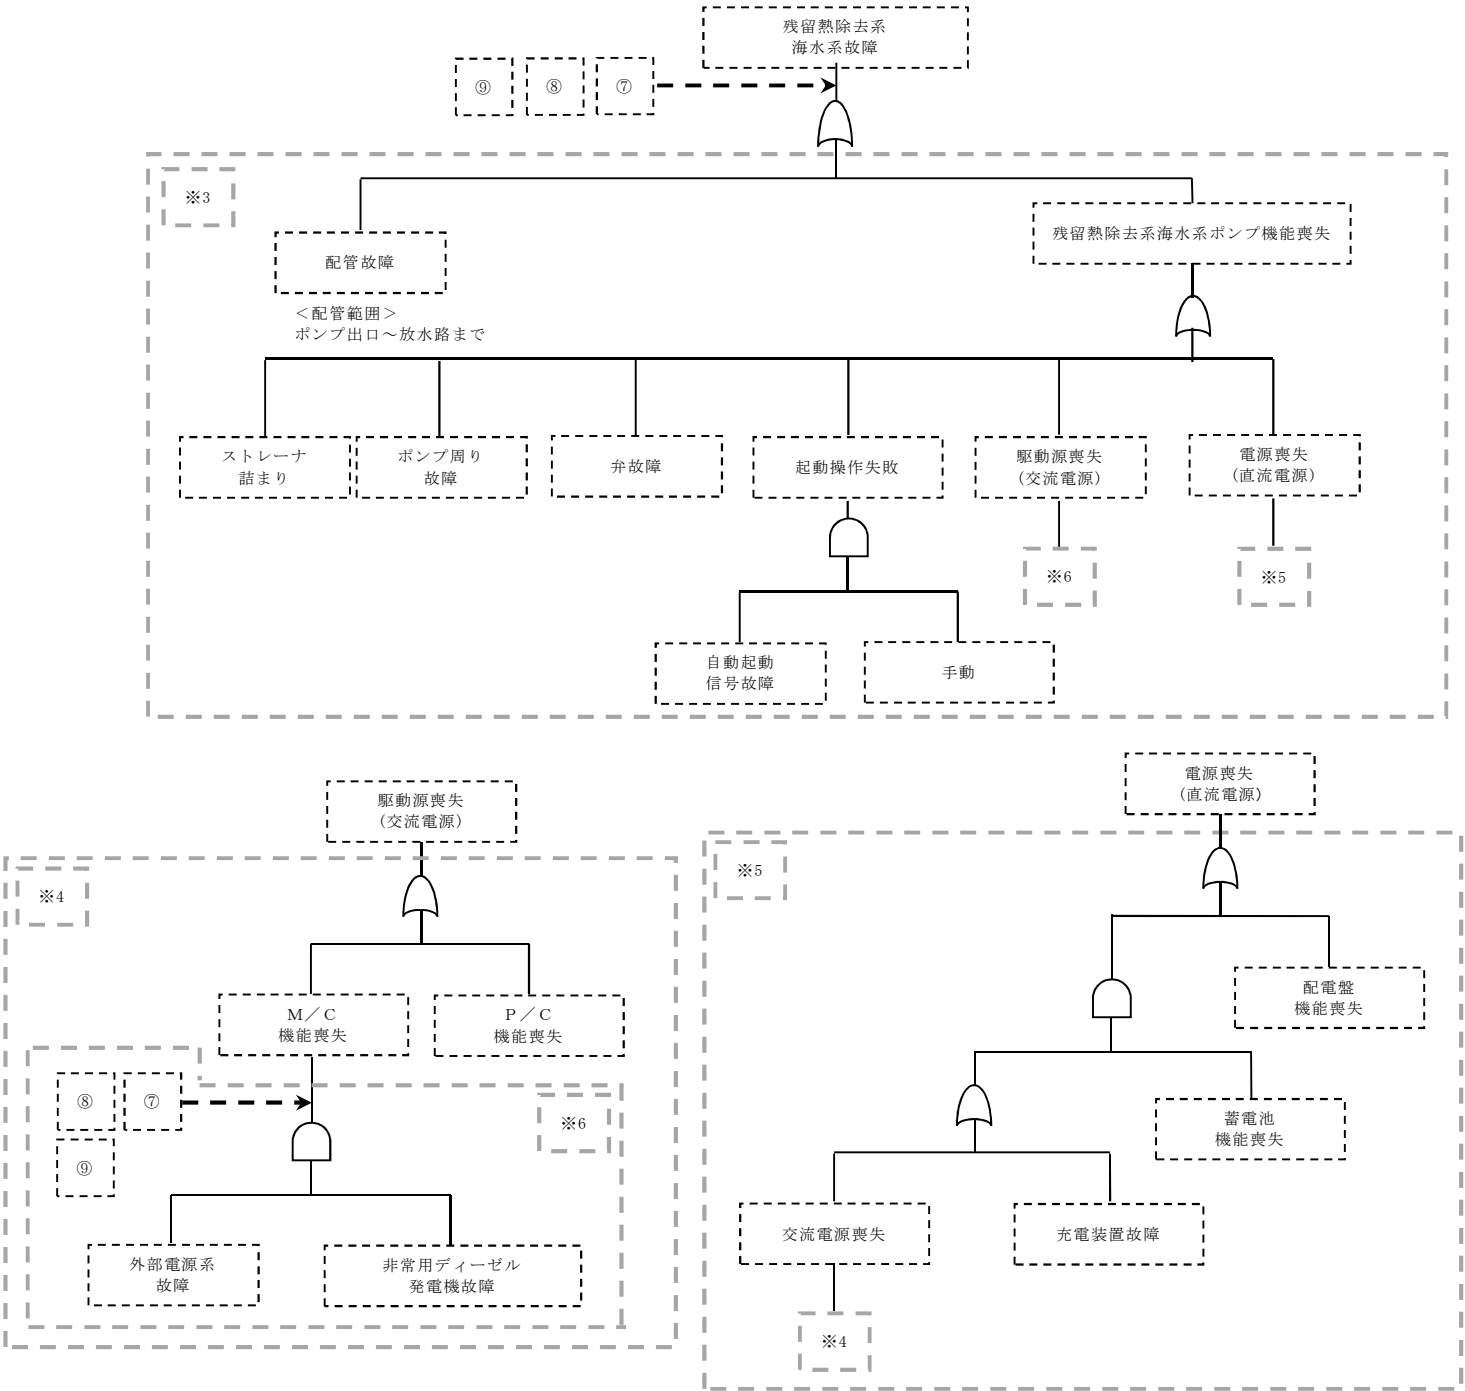 残留熱除去系
海水系故障
⑨
⑧
⑦
※3
配管故障
残留熱除去系海水系ポンプ機能喪失
＜配管範囲＞
ポンプ出口～放水路まで
ストレーナ
詰まり
ポンプ周り
故障
弁故障
起動操作失敗
駆動源喪失
（交流電源）
電源喪失
（直流電源）
※6
※5
自動起動
信号故障
手動
駆動源喪失
（交流電源）
※4
M／C
機能喪失
P／C
機能喪失
⑧
⑦
⑨
※6
外部電源系
故障
非常用ディーゼル
発電機故障
電源喪失
（直流電源）
※5
配電盤
機能喪失
蓄電池
機能喪失
交流電源喪失
充電装置故障
※4